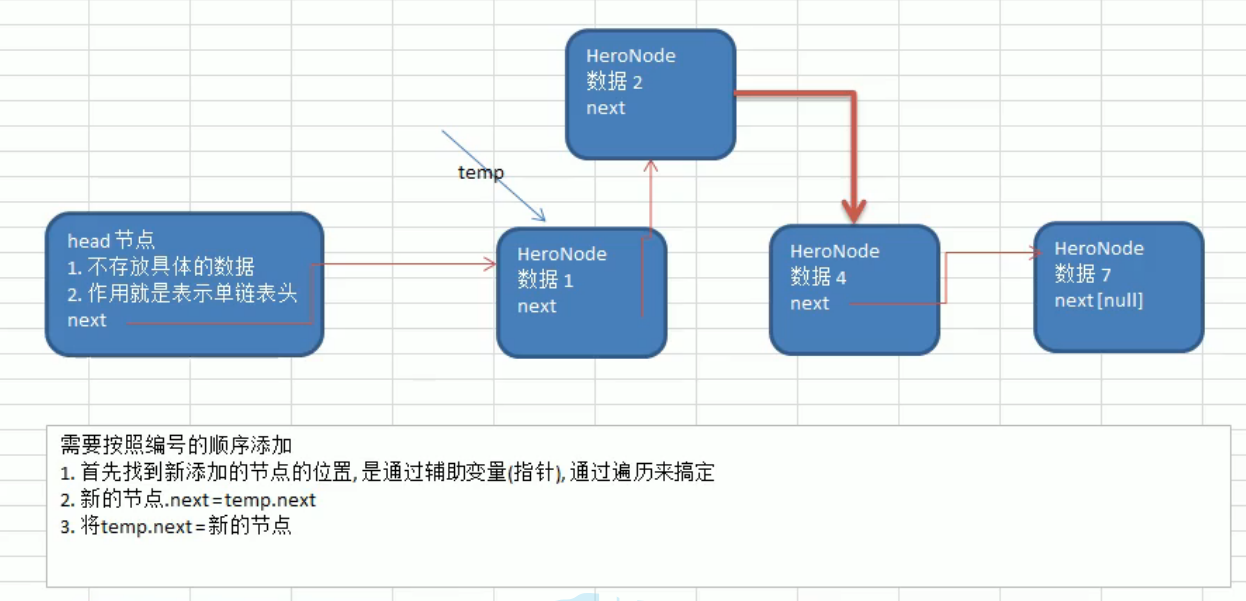 HeroNode
数据 2
next
temp
head 节点
1. 不存放具体的数据
2. 作用就是表示单链表头
next
HeroNode
数据 1
next
HeroNode
数据 4
next
HeroNode
数据 7
next [null]
需要按照编号的顺序添加
1. 首先找到新添加的节点的位置, 是通过辅助变量(指针), 通过遍历来搞定
2. 新的节点.next = temp.next
3. 将temp.next = 新的节点